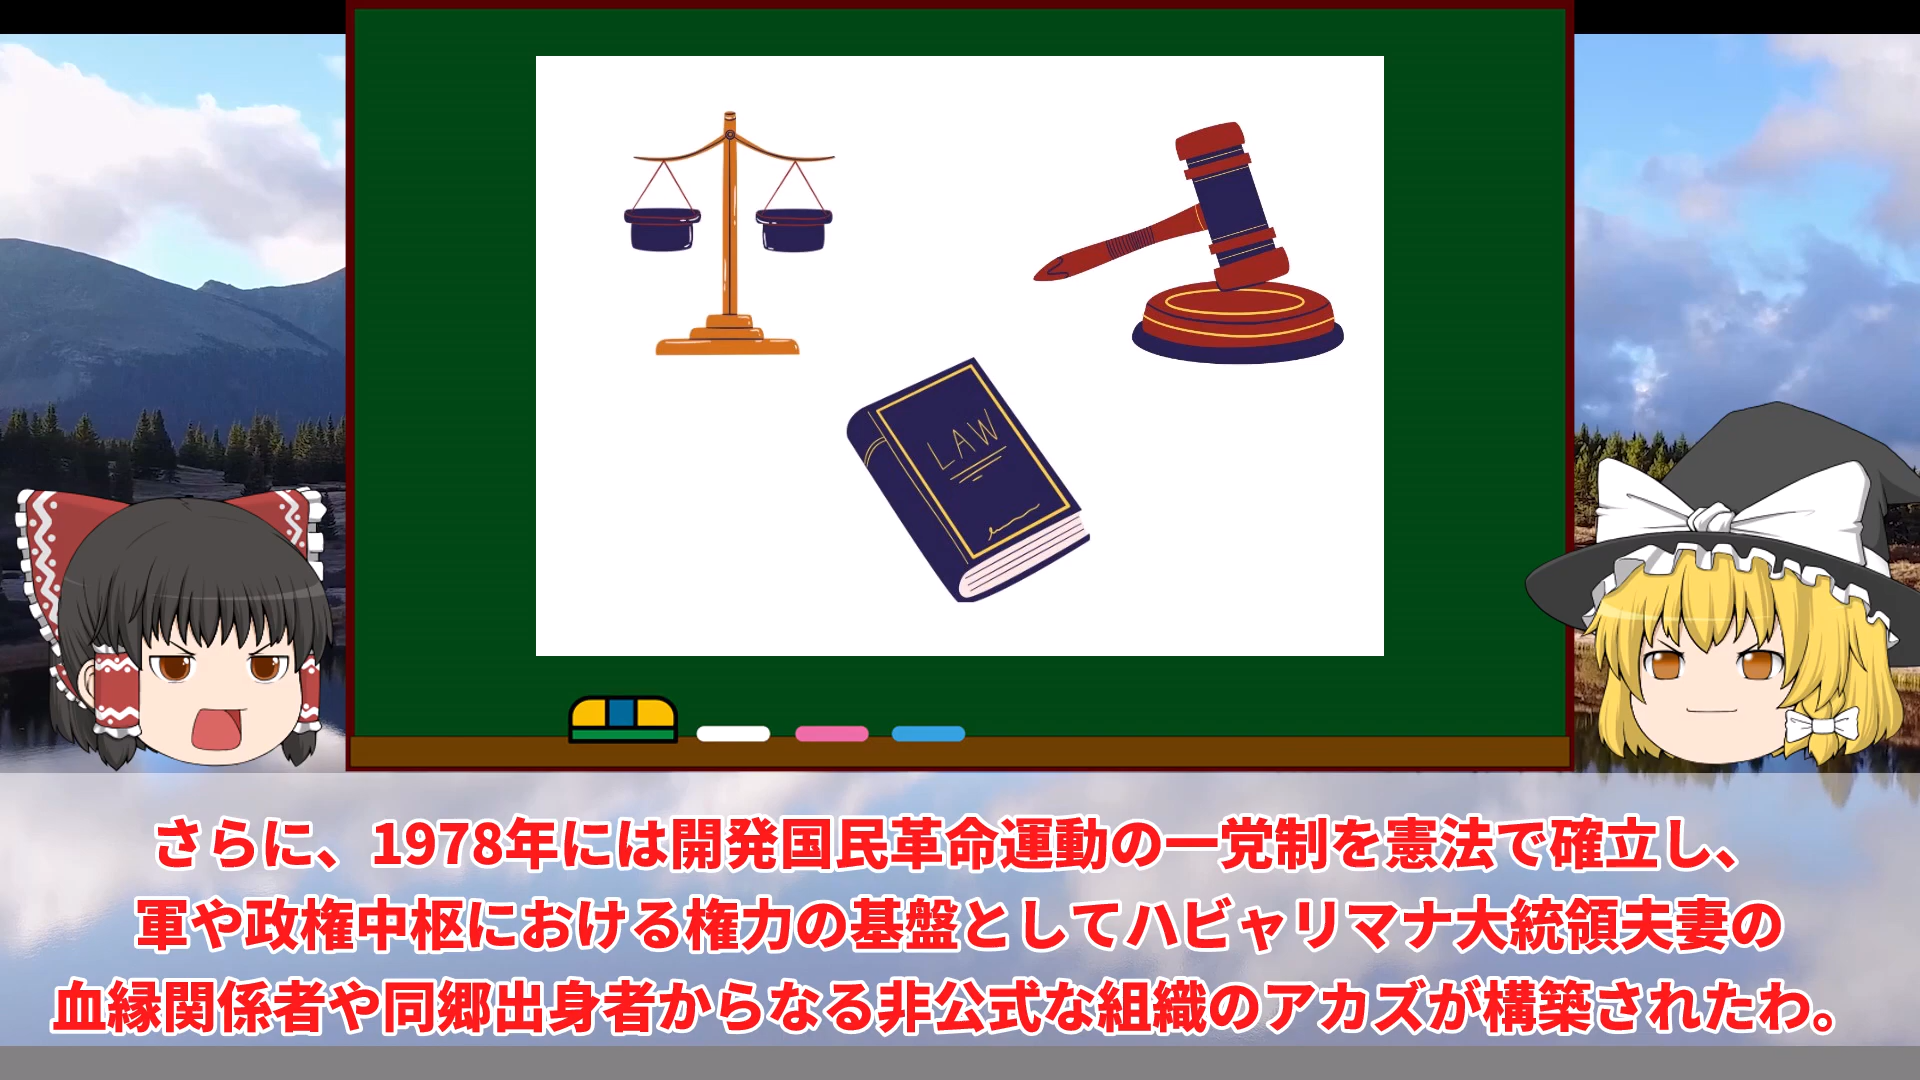 LAW
さらに、1978年には開発国民革命運動の一党制を憲法で確立し、
軍や政権中枢における権力の基盤としてハビャリマナ大統領夫妻の
血縁関係者や同郷出身者からなる非公式な組織のアカズが構築されたわ。